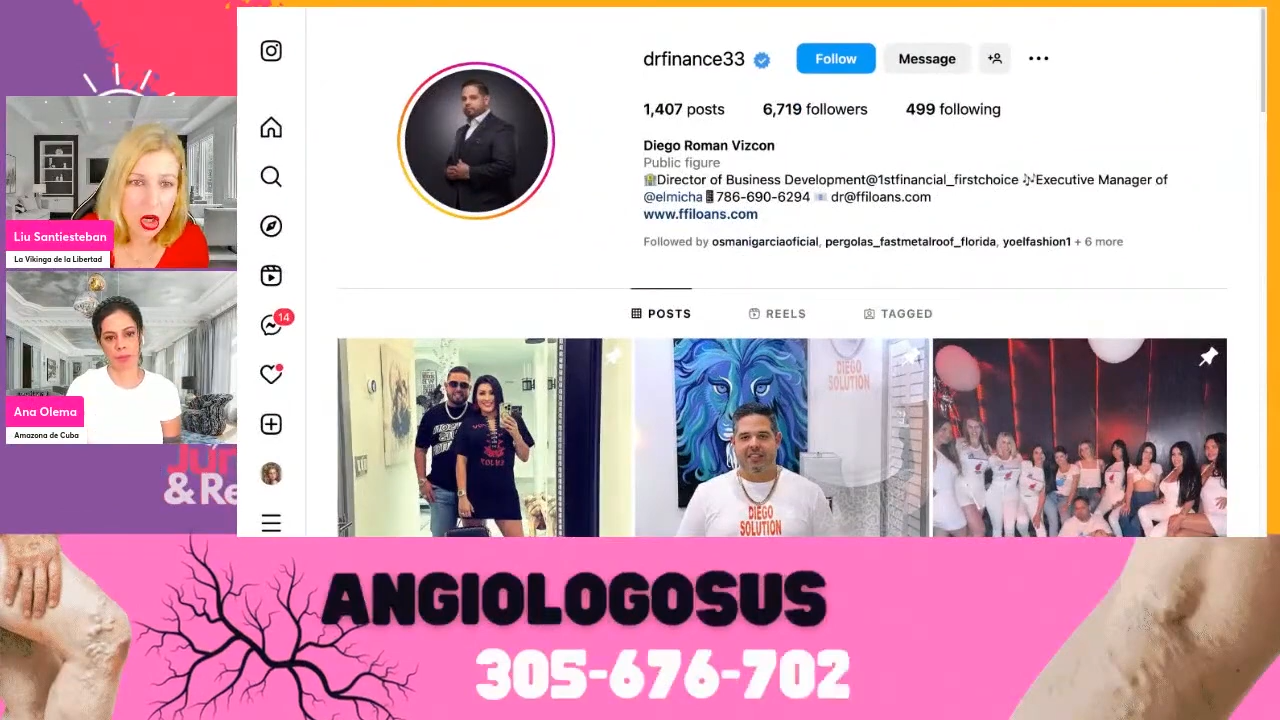 drfinance33
Follow
Message
1,407 posts
6,719 followers
499 following
Diego Roman Vizcon
Public figure
Director of Business Development@1stfinancial_firstchoice 🎶Executive Manager of
@elmicha 786-690-6294 dr@ffiloans.com
www.ffiloans.com
Followed by osmanigarciaoficial, pergolas_fastmetalroof_florida, yoelfashion1 + 6 more
POSTS
REELS
TAGGED
14
Liu Santiesteban
La Vikinga de la Libertad
Ana Olema
Amazona de Cuba
DIEGO
SOLUTION
DIEGO
SOLUTION
Jun
& Re
ANGIOLOGOSUS
305-676-702